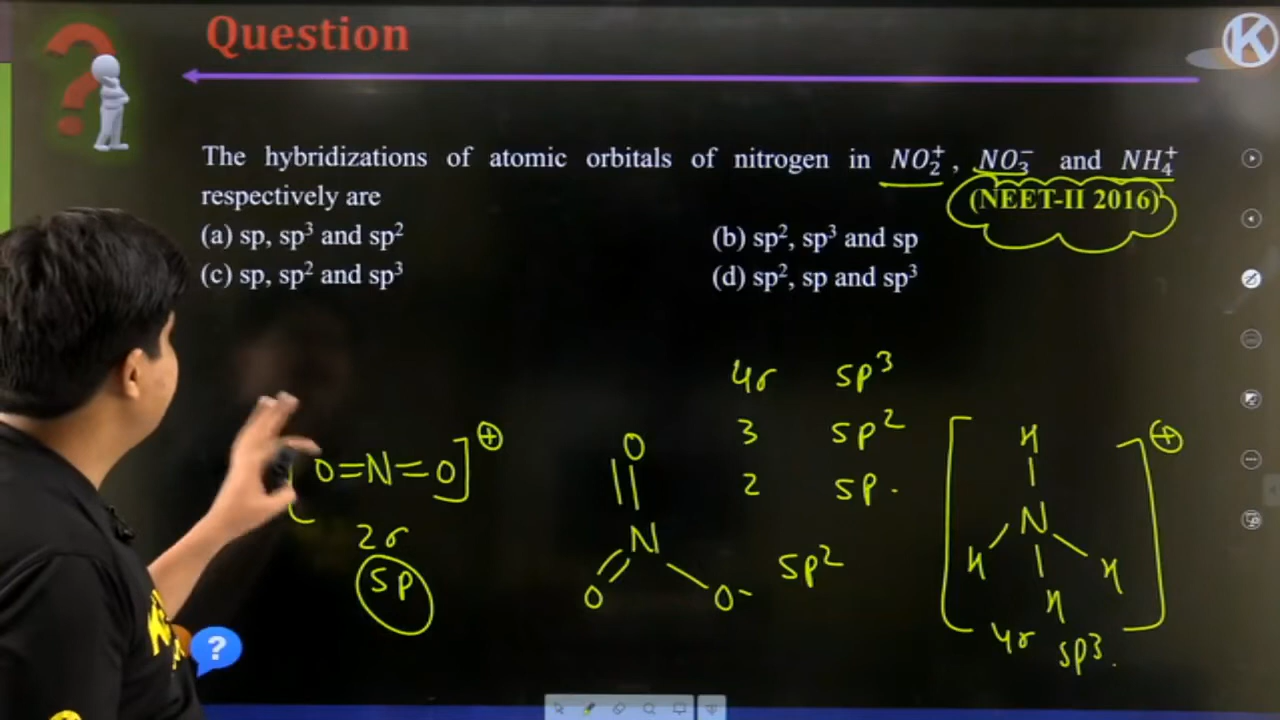 Question
The hybridizations of atomic orbitals of nitrogen in NO₂⁺, NO₃⁻ and NH₄⁺
respectively are
(NEET-II 2016)
(a) sp, sp³ and sp²
(b) sp², sp³ and sp
(c) sp, sp² and sp³
(d) sp², sp and sp³
4σ sp³
3 sp²
2 sp.
[O=N=O]⊕
2σ
sp
O
N
O O⁻
sp²
H
N
H H
H
⊕
4σ sp³.
K
?